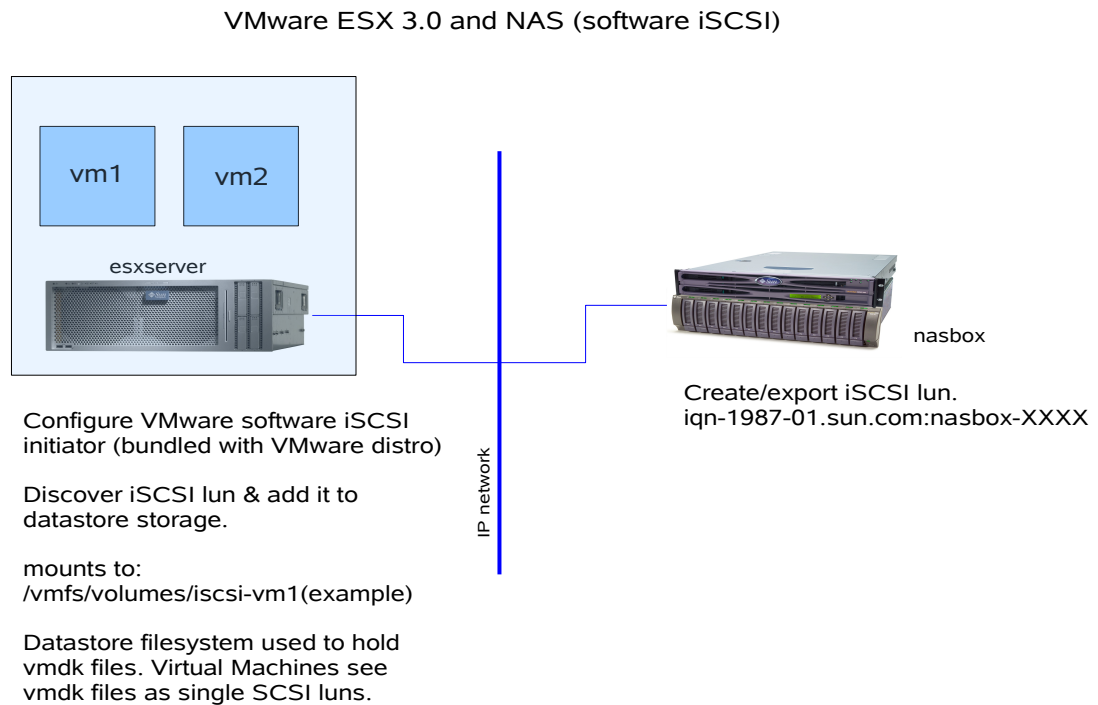 VMware ESX 3.0 and NAS (software iSCSI)
vm1
vm2
esxserver
nasbox
Create/export iSCSI lun.
iqn-1987-01.sun.com:nasbox-XXXX
IP network
Configure VMware software iSCSI
initiator (bundled with VMware distro)
Discover iSCSI lun & add it to
datastore storage.
mounts to:
/vmfs/volumes/iscsi-vm1(example)
Datastore filesystem used to hold
vmdk files. Virtual Machines see
vmdk files as single SCSI luns.